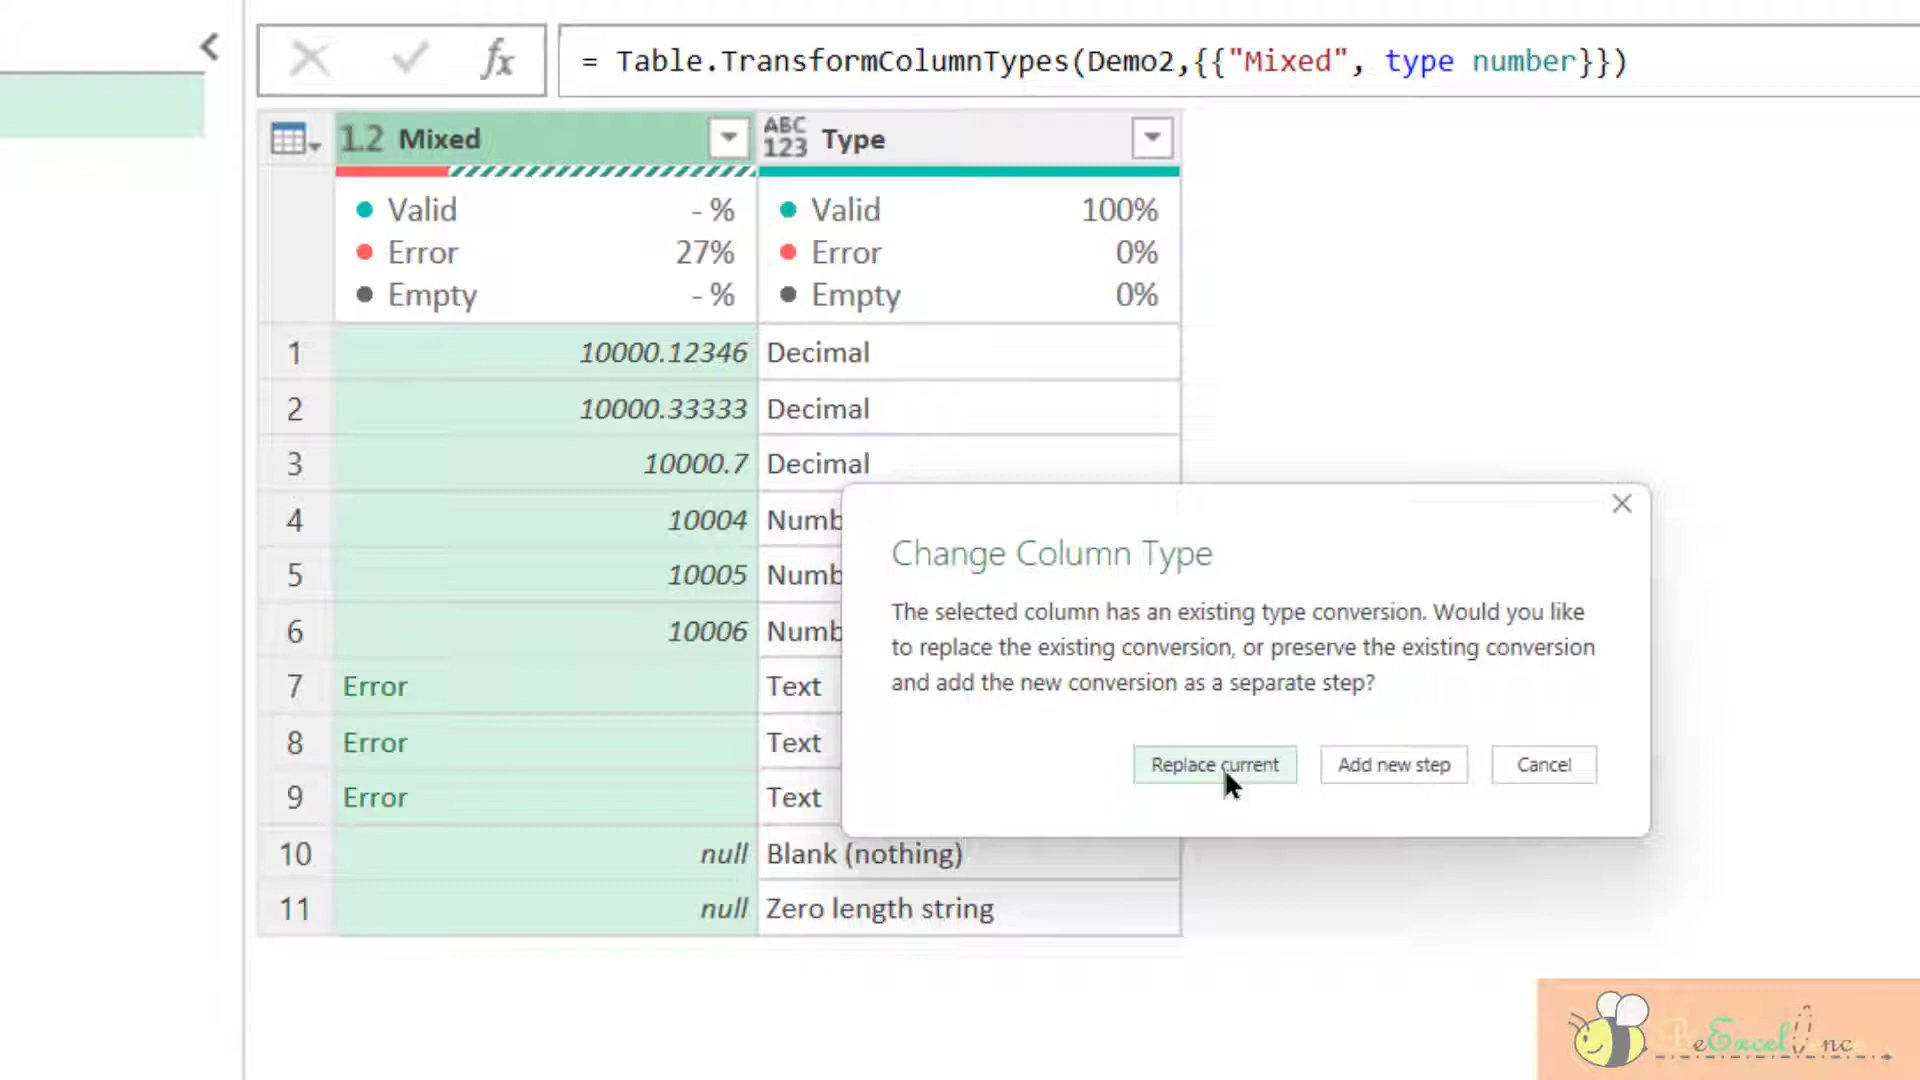 fx
= Table.TransformColumnTypes(Demo2,{{"Mixed", type number}})
1.2 Mixed
ABC
123 Type
Valid - %
Error 27%
Empty - %
Valid 100%
Error 0%
Empty 0%
1 10000.12346 Decimal
2 10000.33333 Decimal
3 10000.7 Decimal
4 10004 Numb
5 10005 Numb
6 10006 Numb
7 Error Text
8 Error Text
9 Error Text
10 null Blank (nothing)
11 null Zero length string
Change Column Type
The selected column has an existing type conversion. Would you like
to replace the existing conversion, or preserve the existing conversion
and add the new conversion as a separate step?
Replace current
Add new step
Cancel